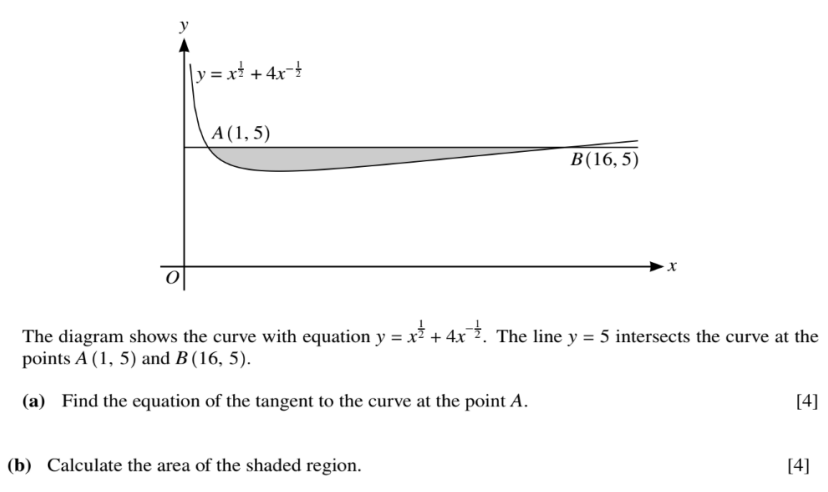 y
y = x^{1/2} + 4x^{-1/2}
A (1, 5)
B (16, 5)
O
x
The diagram shows the curve with equation y = x^{1/2} + 4x^{-1/2}. The line y = 5 intersects the curve at the
points A (1, 5) and B (16, 5).
(a) Find the equation of the tangent to the curve at the point A. [4]
(b) Calculate the area of the shaded region. [4]